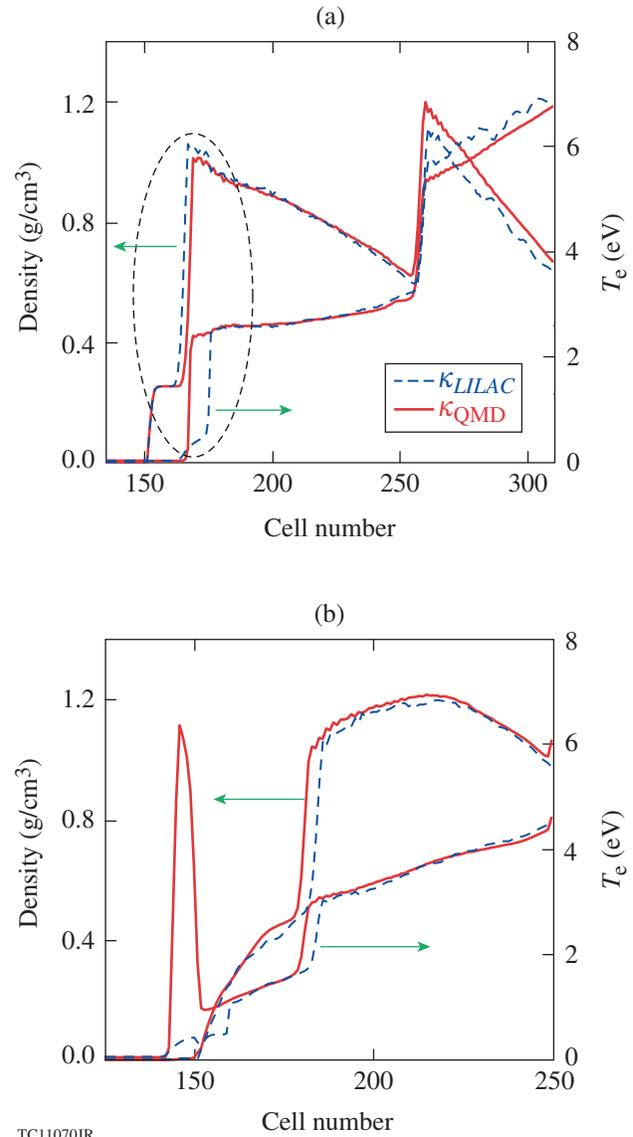 (a)
8
1.2
6
0.8
Density (g/cm³)
4
Tₑ (eV)
0.4
2
κLILAC
κQMD
0.0
0
150
200
250
300
Cell number
(b)
8
1.2
6
0.8
Density (g/cm³)
4
Tₑ (eV)
0.4
2
0.0
0
150
200
250
Cell number
TC11070JR